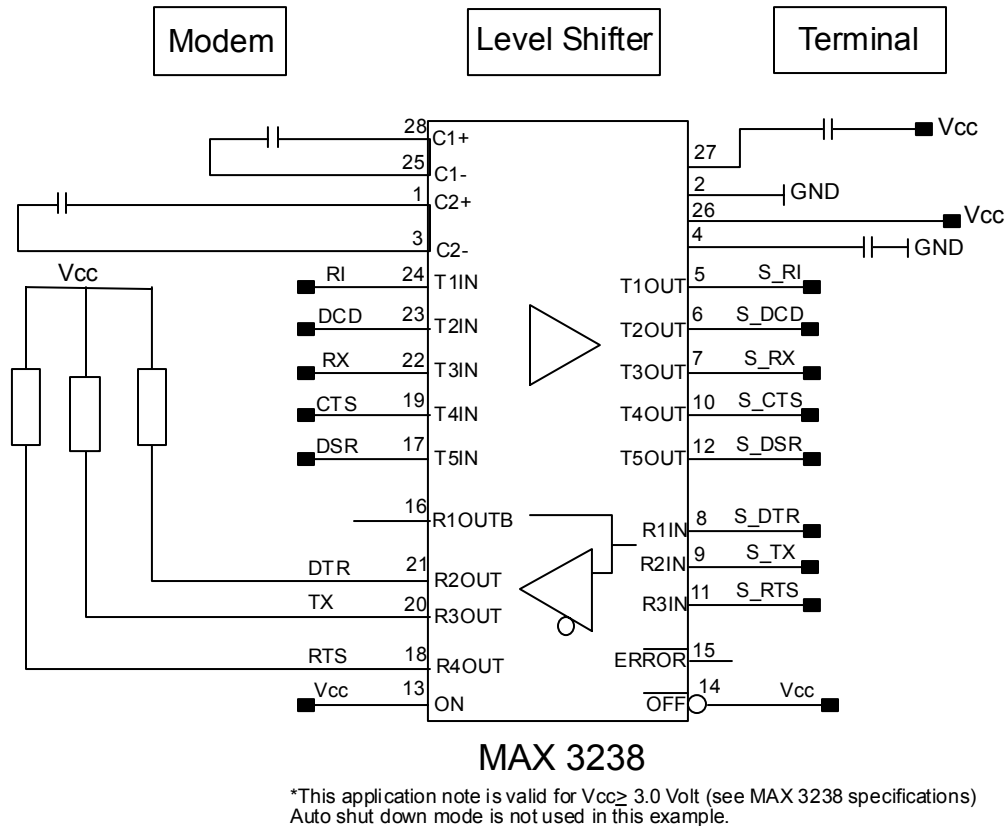 Modem
Level Shifter
Terminal
28
C1+
25
C1-
1
C2+
3
C2-
Vcc
RI
24
T1IN
DCD
23
T2IN
RX
22
T3IN
CTS
19
T4IN
DSR
17
T5IN
16
R1OUTB
DTR
21
R2OUT
TX
20
R3OUT
RTS
18
R4OUT
Vcc
13
ON
27
Vcc
2
GND
26
Vcc
4
GND
T1OUT
5
S_RI
T2OUT
6
S_DCD
T3OUT
7
S_RX
T4OUT
10
S_CTS
T5OUT
12
S_DSR
R1IN
8
S_DTR
R2IN
9
S_TX
R3IN
11
S_RTS
ERROR
15
OFF
14
Vcc
MAX 3238
*This application note is valid for Vcc≥ 3.0 Volt (see MAX 3238 specifications)
Auto shut down mode is not used in this example.